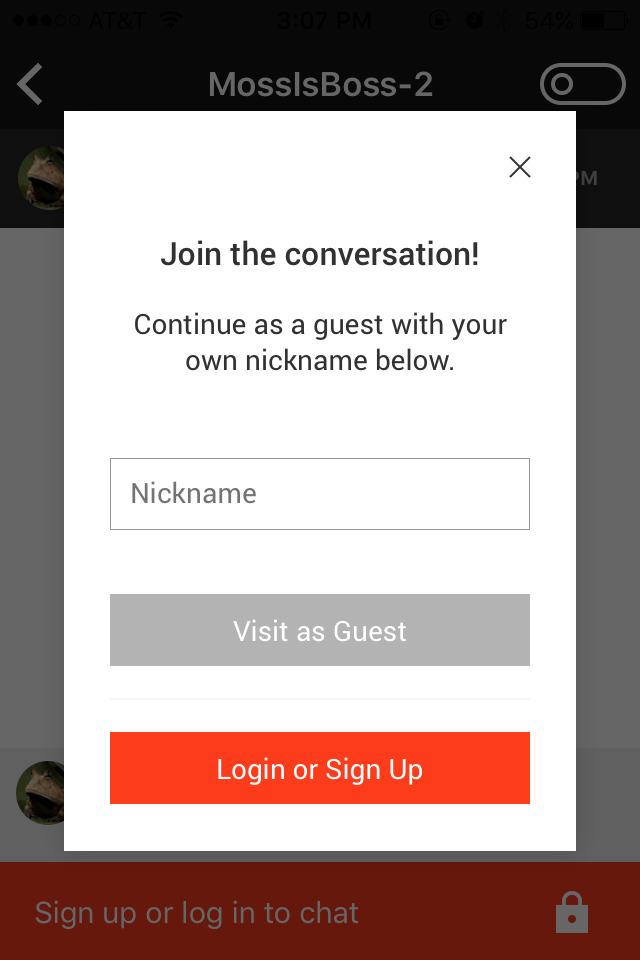 AT&T 3:07 PM 54%
MossIsBoss-2
PM
Join the conversation!
Continue as a guest with your
own nickname below.
Nickname
Visit as Guest
Login or Sign Up
Sign up or log in to chat